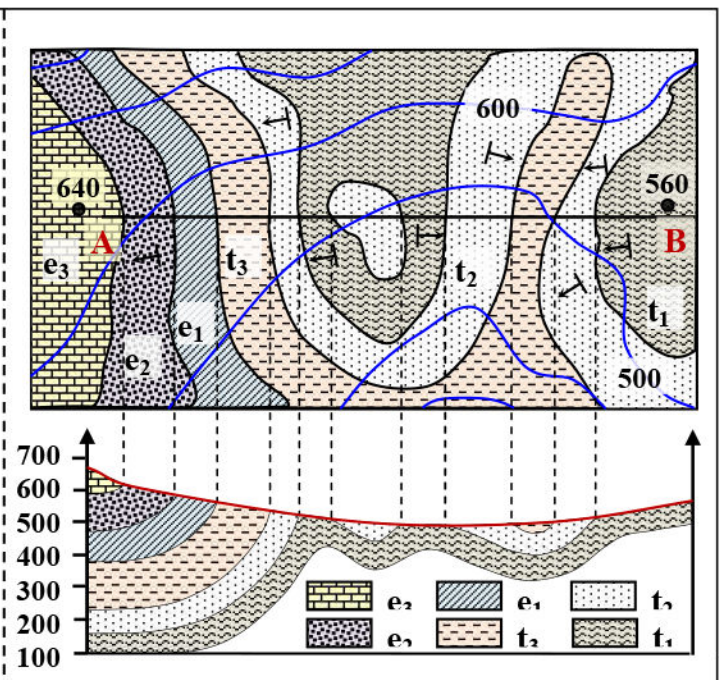 600
640
560
A
B
e₃
t₃
t₂
e₁
t₁
e₂
500
700
600
500
400
300
200
100
e₃ e₁ t₂
e₂ t₃ t₁